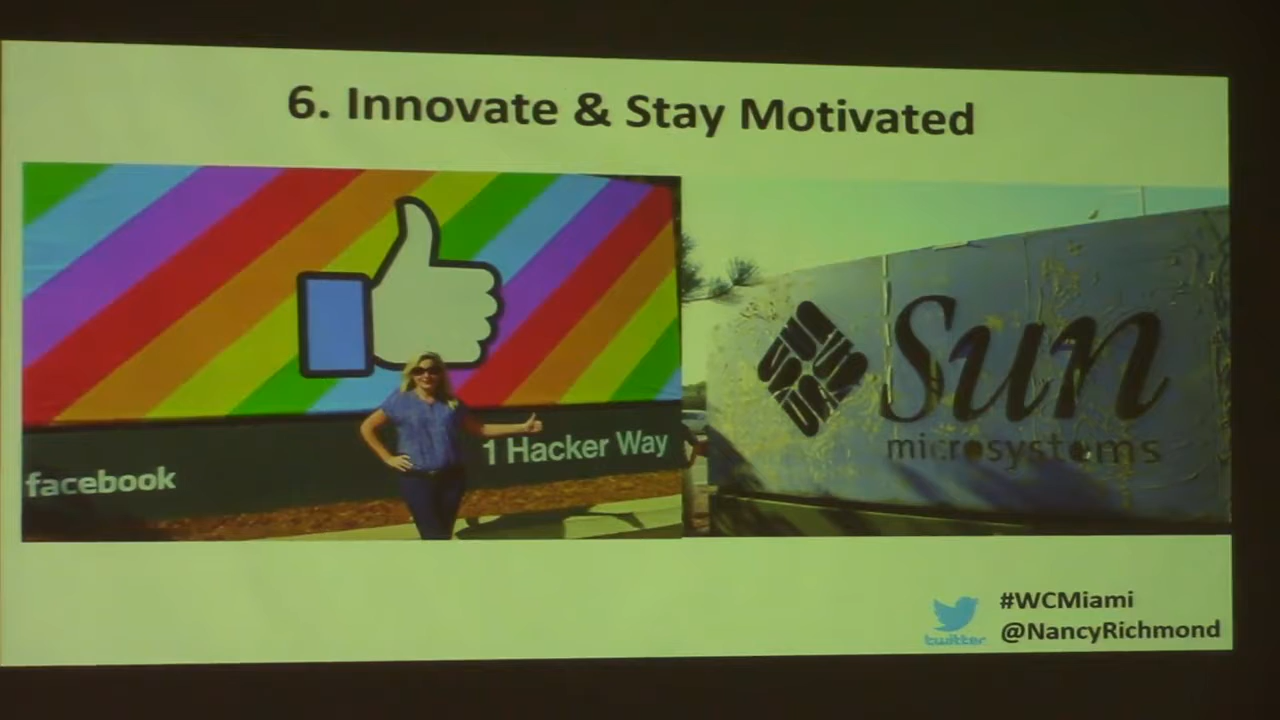 6. Innovate & Stay Motivated
facebook
1 Hacker Way
Sun
microsystems
twitter
#WCMiami
@NancyRichmond